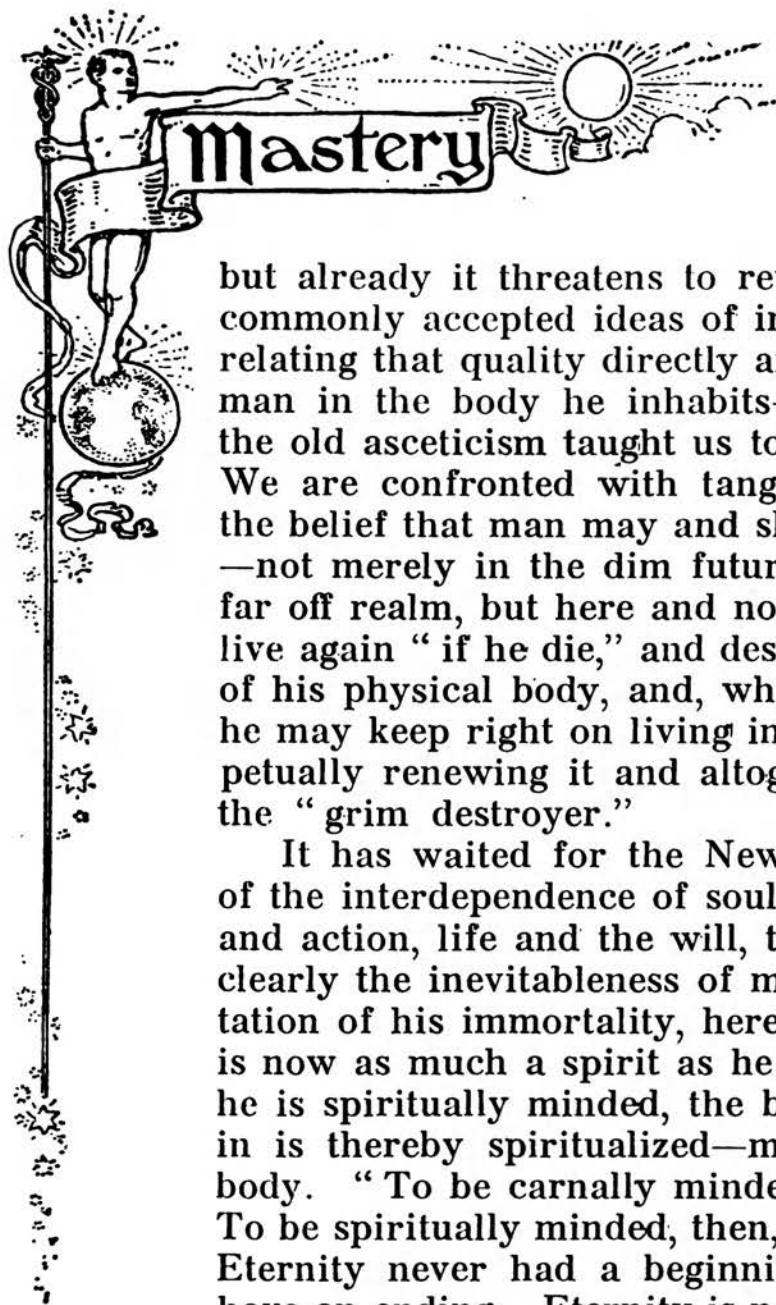 Mastery
but already it threatens to re
commonly accepted ideas of i
relating that quality directly a
man in the body he inhabits—
the old asceticism taught us to
We are confronted with tang
the belief that man may and s
—not merely in the dim futur
far off realm, but here and no
live again “ if he die,” and des
of his physical body, and, wh
he may keep right on living in
petually renewing it and altog
the “ grim destroyer.”
It has waited for the New
of the interdependence of soul
and action, life and the will, t
clearly the inevitableness of m
tation of his immortality, here
is now as much a spirit as he
he is spiritually minded, the b
in is thereby spiritualized—m
body. “ To be carnally minde
To be spiritually minded, then,
Eternity never had a beginni
have an ending. Eternity is